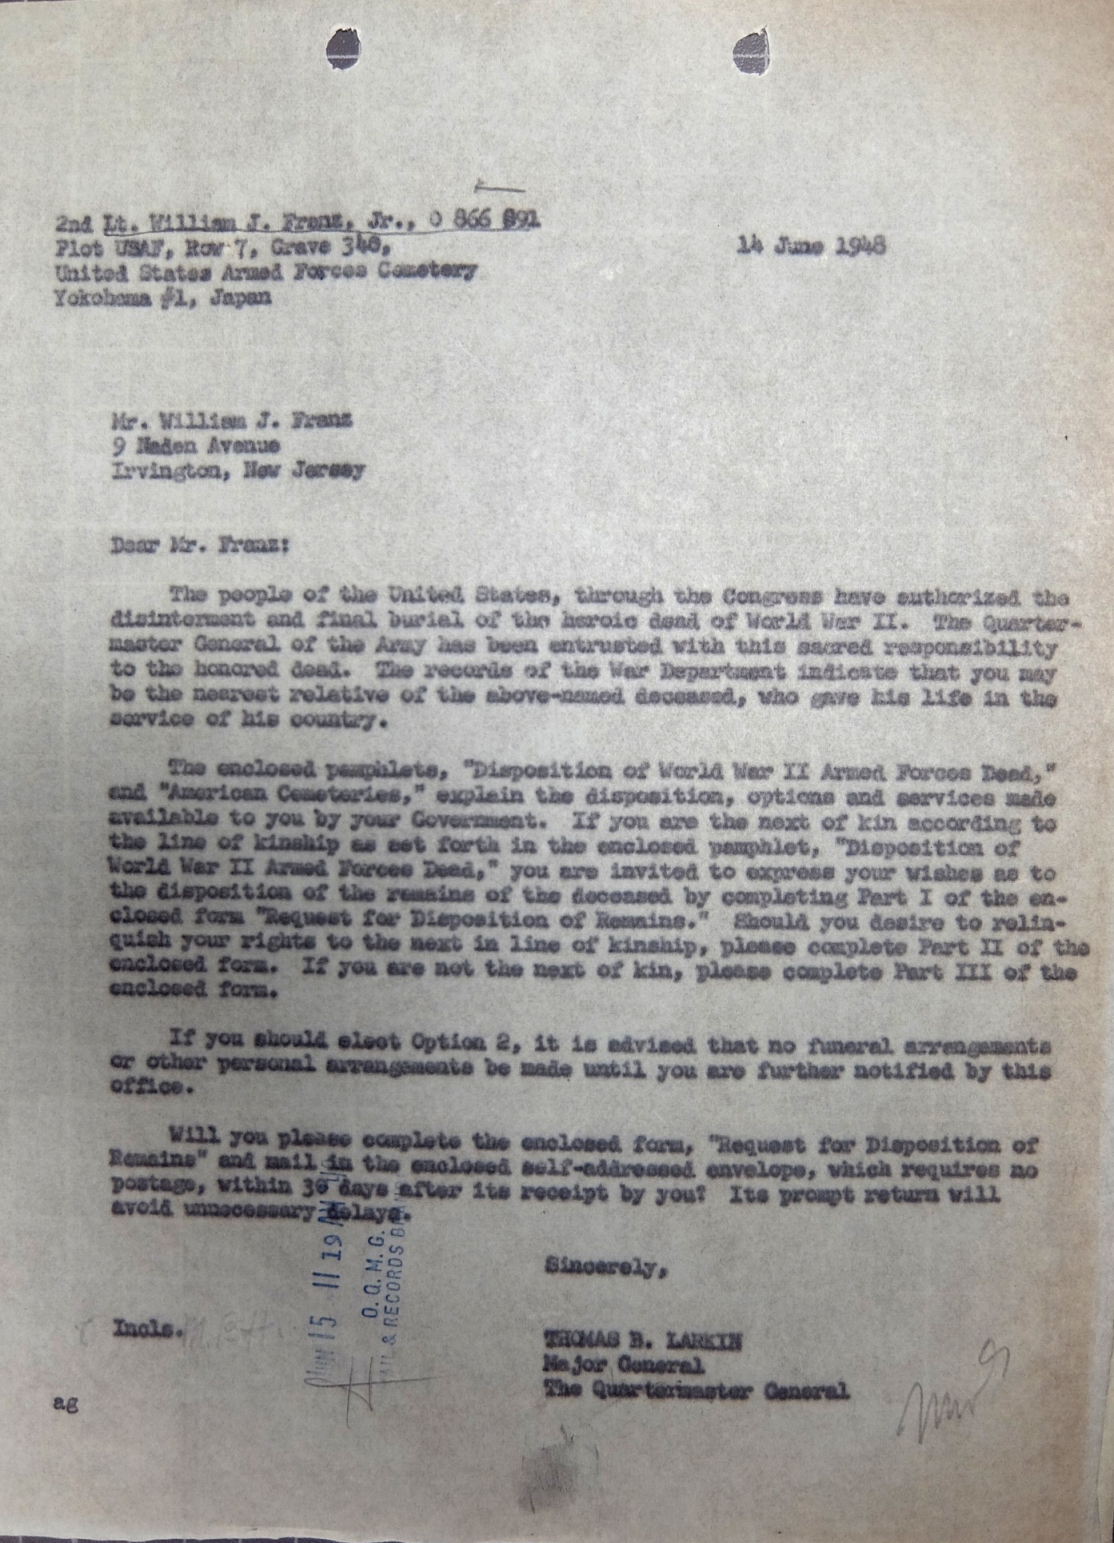 2nd Lt. William J. Franz, Jr., O 866 891
Plot USAF, Row 7, Grave 348,
14 June 1948
United States Armed Forces Cemetery
Yokohama #1, Japan
Mr. William J. Franz
9 Naden Avenue
Irvington, New Jersey
Dear Mr. Franz:
The people of the United States, through the Congress have authorized the
disinterment and final burial of the heroic dead of World War II. The Quarter-
master General of the Army has been entrusted with this sacred responsibility
to the honored dead. The records of the War Department indicate that you may
be the nearest relative of the above-named deceased, who gave his life in the
service of his country.
The enclosed pamphlets, "Disposition of World War II Armed Forces Dead,"
and "American Cemeteries," explain the disposition, options and services made
available to you by your Government. If you are the next of kin according to
the line of kinship as set forth in the enclosed pamphlet, "Disposition of
World War II Armed Forces Dead," you are invited to express your wishes as to
the disposition of the remains of the deceased by completing Part I of the en-
closed form "Request for Disposition of Remains." Should you desire to relin-
quish your rights to the next in line of kinship, please complete Part II of the
enclosed form. If you are not the next of kin, please complete Part III of the
enclosed form.
If you should elect Option 2, it is advised that no funeral arrangements
or other personal arrangements be made until you are further notified by this
office.
Will you please complete the enclosed form, "Request for Disposition of
Remains" and mail in the enclosed self-addressed envelope, which requires no
postage, within 30 days after its receipt by you? Its prompt return will
avoid unnecessary delays.
Sincerely,
JUN 15 11 19 AM
O. Q. M. G.
& RECORDS
Incls.
THOMAS B. LARKIN
Major General
The Quartermaster General
ag